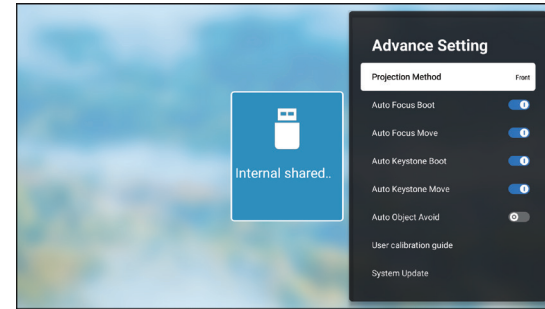 Advance Setting
Projection Method Front
Auto Focus Boot
Auto Focus Move
Auto Keystone Boot
Auto Keystone Move
Auto Object Avoid
User calibration guide
System Update
Internal shared..